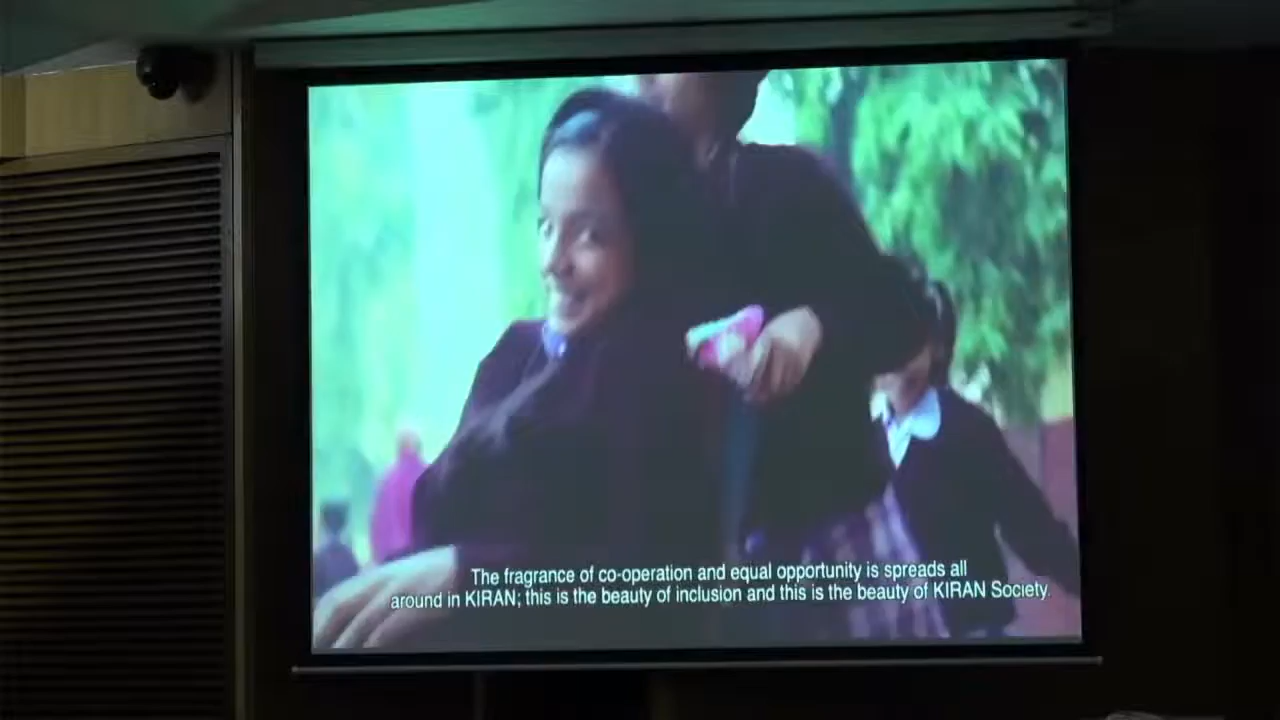 The fragrance of co-operation and equal opportunity is spreads all
around in KIRAN; this is the beauty of inclusion and this is the beauty of KIRAN Society.